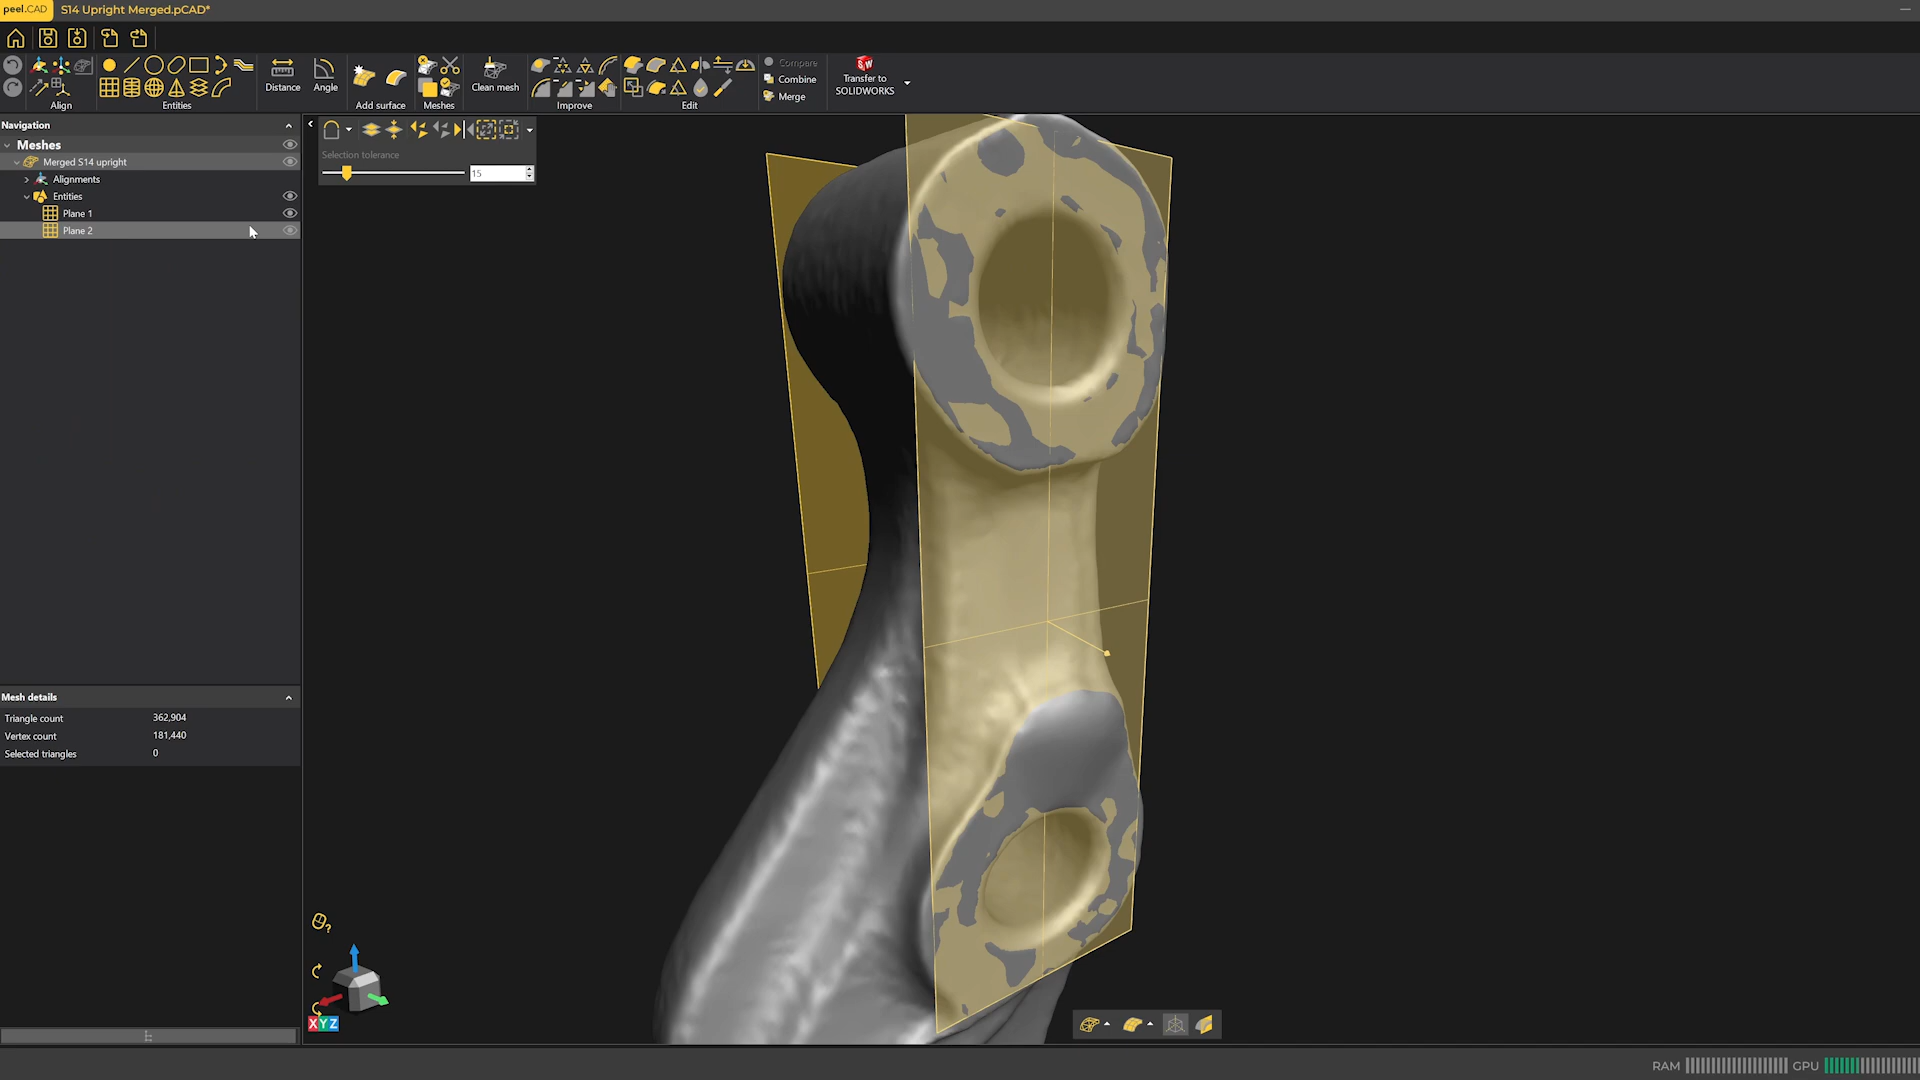 peel.CAD
S14 Upright Merged.pCAD*
Align
Entities
Distance
Angle
Add surface
Meshes
Clean mesh
Improve
Edit
Compare
Combine
Merge
Transfer to
SOLIDWORKS
Navigation
Meshes
Merged S14 upright
Alignments
Entities
Plane 1
Plane 2
Selection tolerance
15
Mesh details
Triangle count 362,904
Vertex count 181,440
Selected triangles 0
XYZ
RAM
GPU